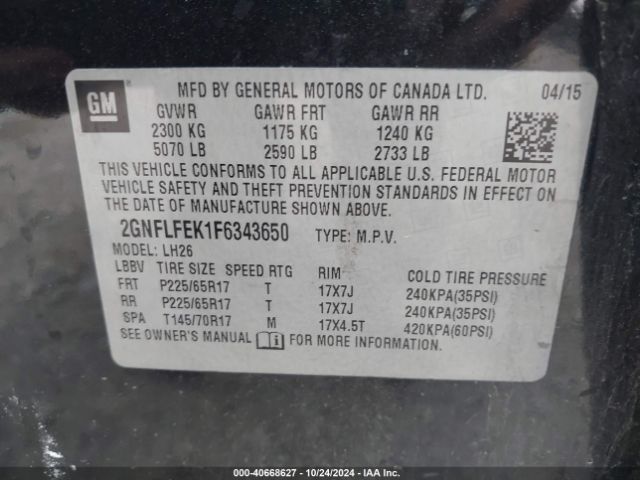 GM
MFD BY GENERAL MOTORS OF CANADA LTD. 04/15
GVWR GAWR FRT GAWR RR
2300 KG 1175 KG 1240 KG
5070 LB 2590 LB 2733 LB
THIS VEHICLE CONFORMS TO ALL APPLICABLE U.S. FEDERAL MOTOR
VEHICLE SAFETY AND THEFT PREVENTION STANDARDS IN EFFECT ON
THE DATE OF MANUFACTURE SHOWN ABOVE.
2GNFLFEK1F6343650 TYPE: M.P.V.
MODEL: LH26
LBBV TIRE SIZE SPEED RTG RIM COLD TIRE PRESSURE
FRT P225/65R17 T 17X7J 240KPA(35PSI)
RR P225/65R17 T 17X7J 240KPA(35PSI)
SPA T145/70R17 M 17X4.5T 420KPA(60PSI)
SEE OWNER'S MANUAL i FOR MORE INFORMATION.
000-40668627 - 10/24/2024 - IAA Inc.